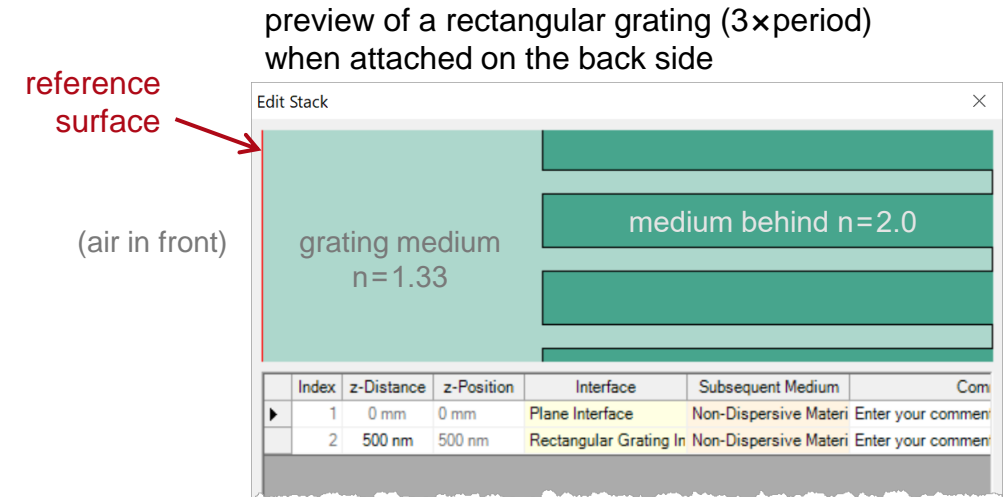 preview of a rectangular grating (3×period)
when attached on the back side
reference
surface
Edit Stack
(air in front)
grating medium
n=1.33
medium behind n=2.0
Index z-Distance z-Position Interface Subsequent Medium Com
1 0 mm 0 mm Plane Interface Non-Dispersive Materi Enter your comment
2 500 nm 500 nm Rectangular Grating In Non-Dispersive Materi Enter your comment